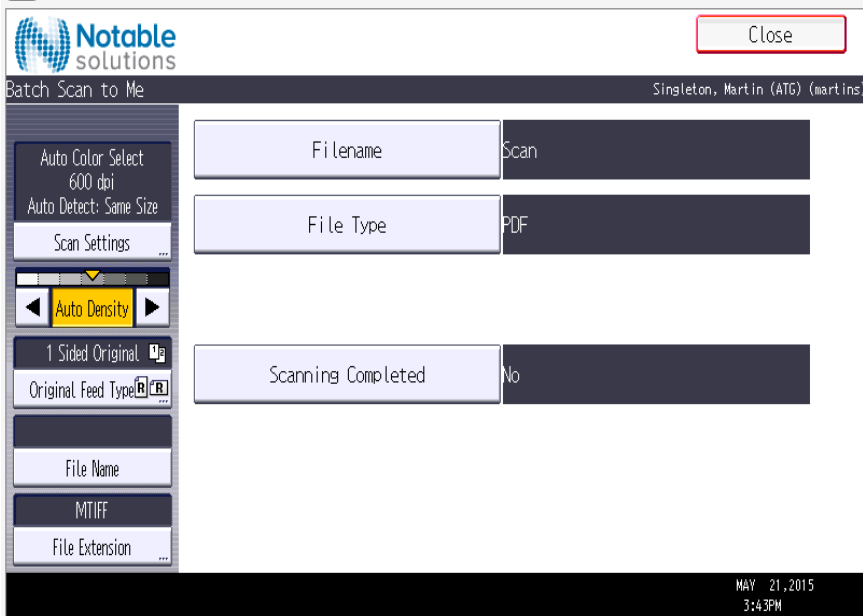 Notable
solutions
Close
Batch Scan to Me
Singleton, Martin (ATG) (martins)
Auto Color Select
600 dpi
Auto Detect: Same Size
Scan Settings
Auto Density
1 Sided Original
Original Feed Type
File Name
MTIFF
File Extension
Filename
Scan
File Type
PDF
Scanning Completed
No
MAY 21,2015
3:43PM